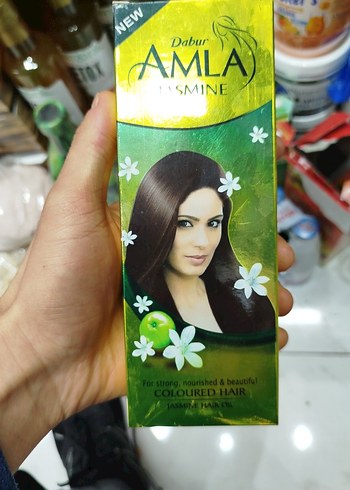 NEW
Dabur
AMLA
JASMINE
For strong, nourished & beautiful
COLOURED HAIR
JASMINE HAIR OIL